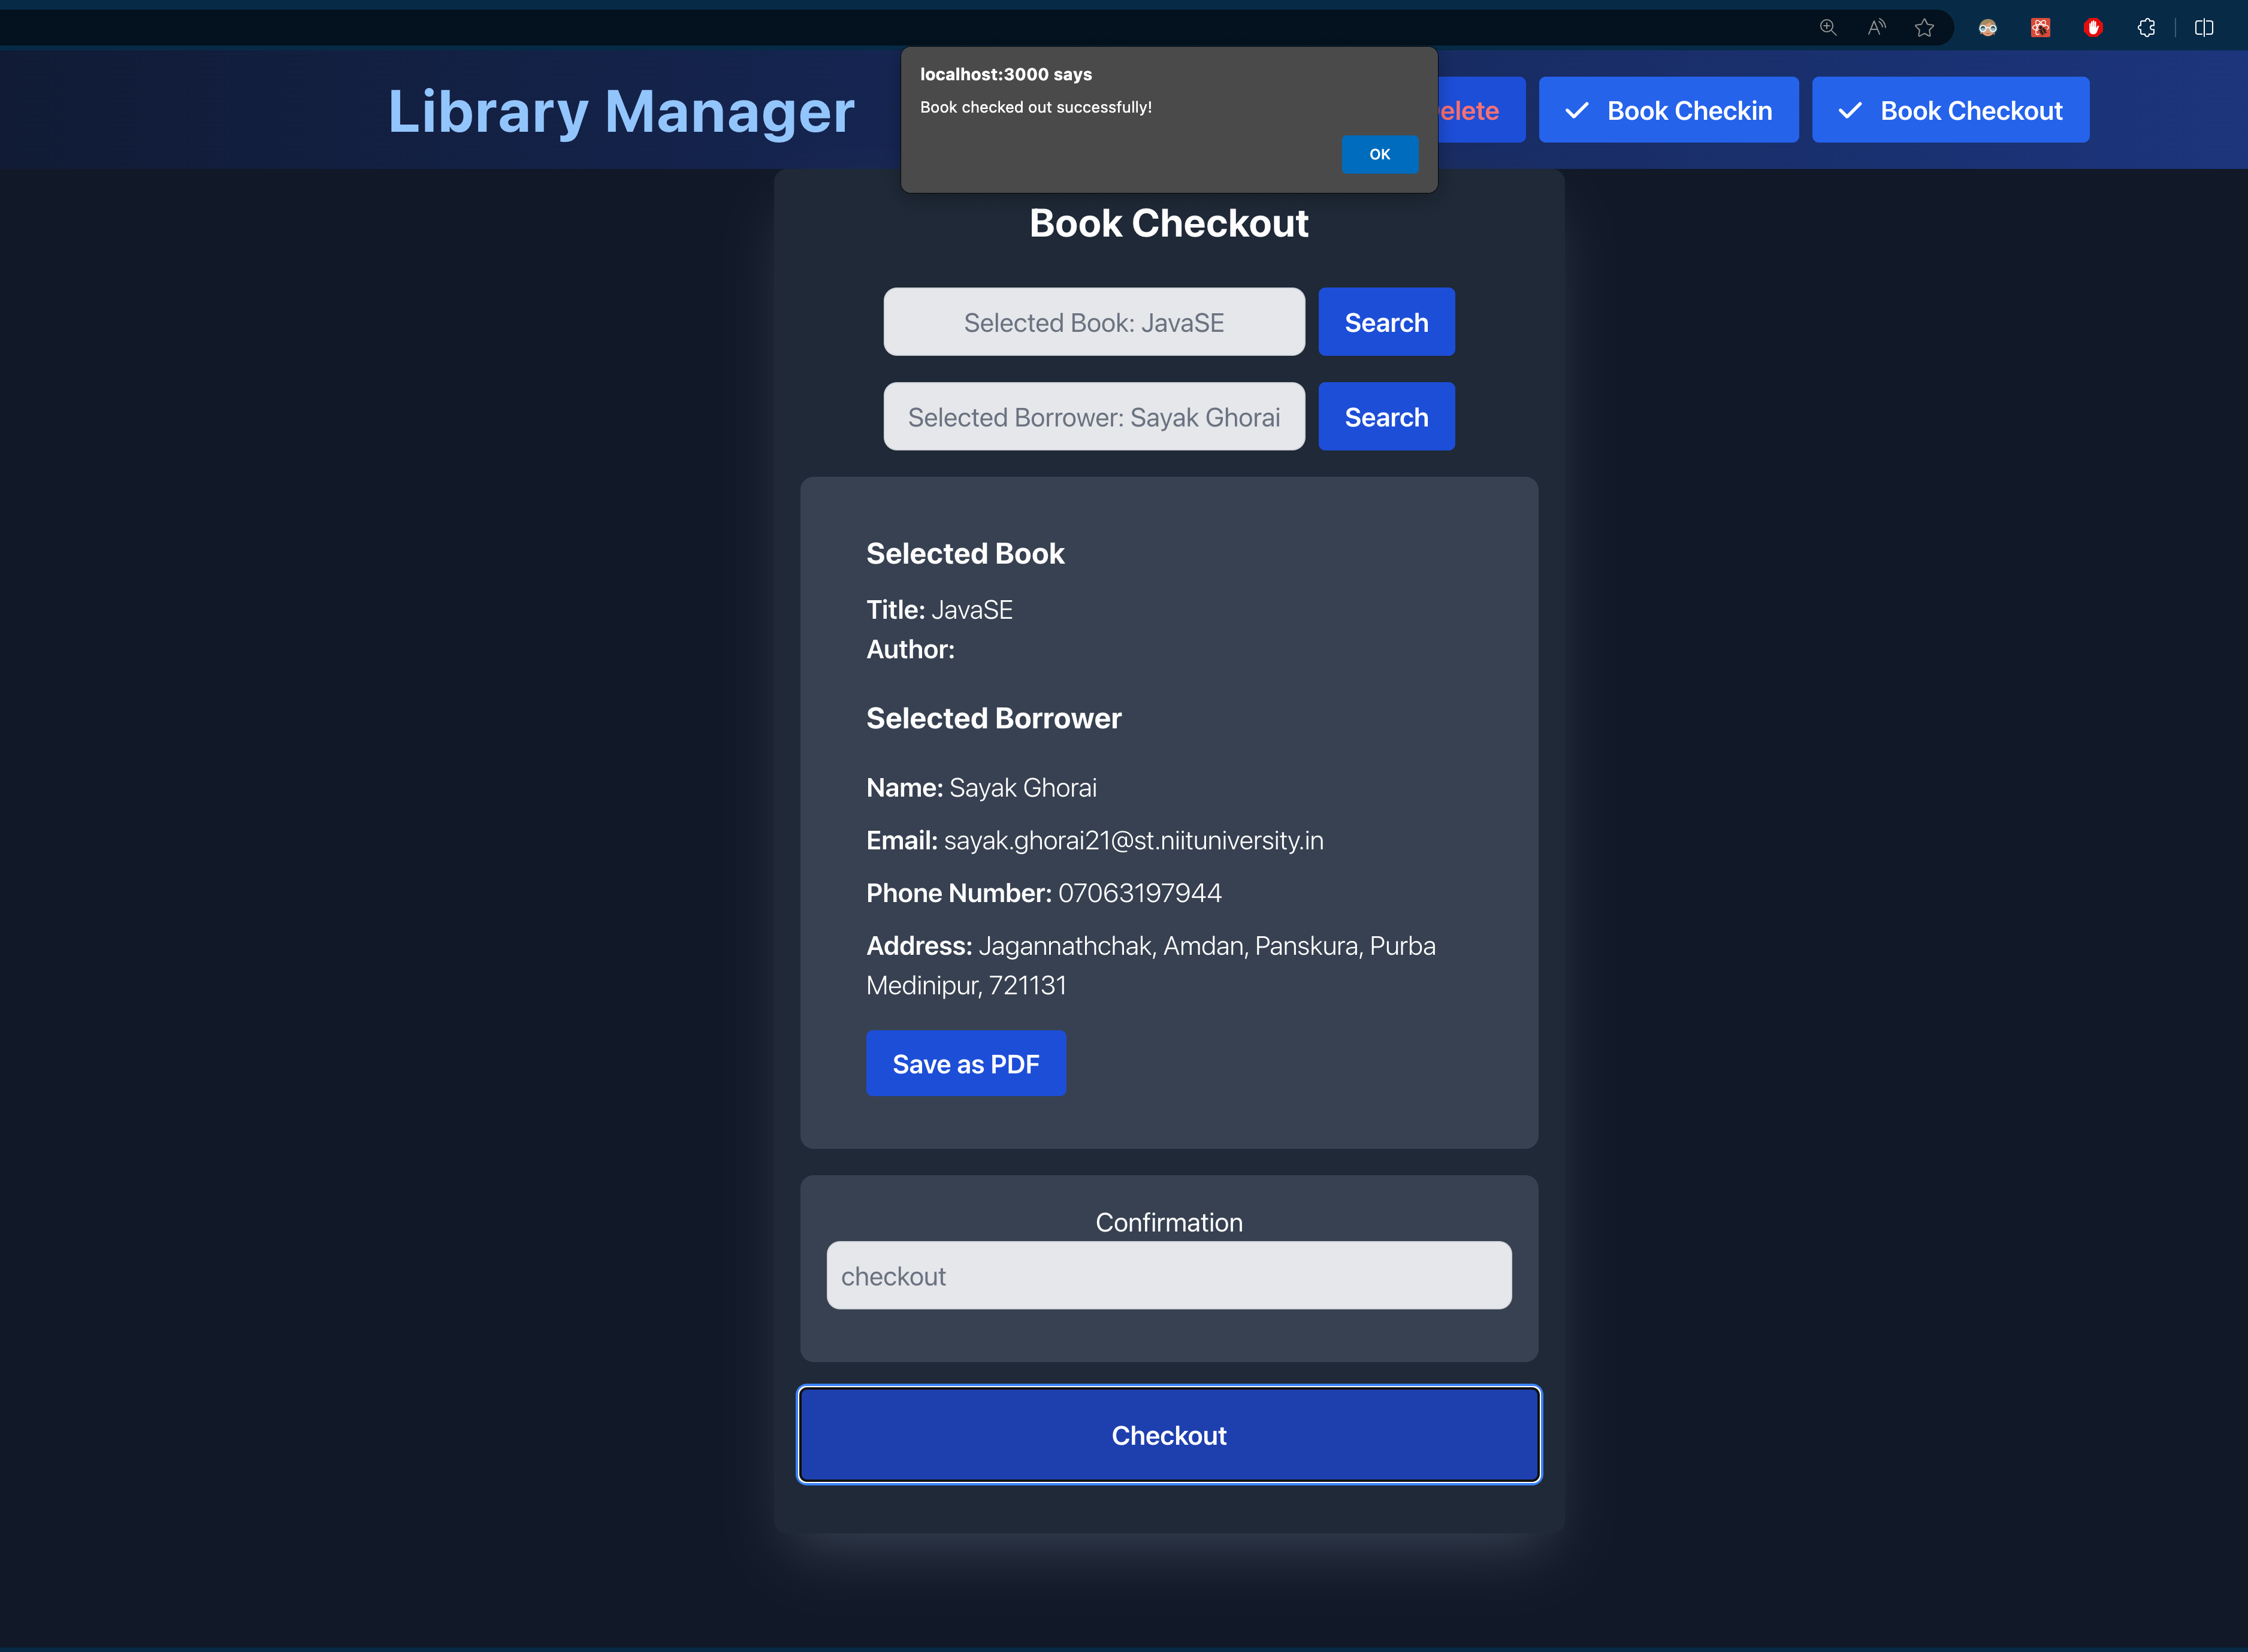 localhost:3000 says
Book checked out successfully!
OK
Library Manager
elete
Book Checkin
Book Checkout
Book Checkout
Selected Book: JavaSE
Search
Selected Borrower: Sayak Ghorai
Search
Selected Book
Title: JavaSE
Author:
Selected Borrower
Name: Sayak Ghorai
Email: sayak.ghorai21@st.niituniversity.in
Phone Number: 07063197944
Address: Jagannathchak, Amdan, Panskura, Purba
Medinipur, 721131
Save as PDF
Confirmation
checkout
Checkout